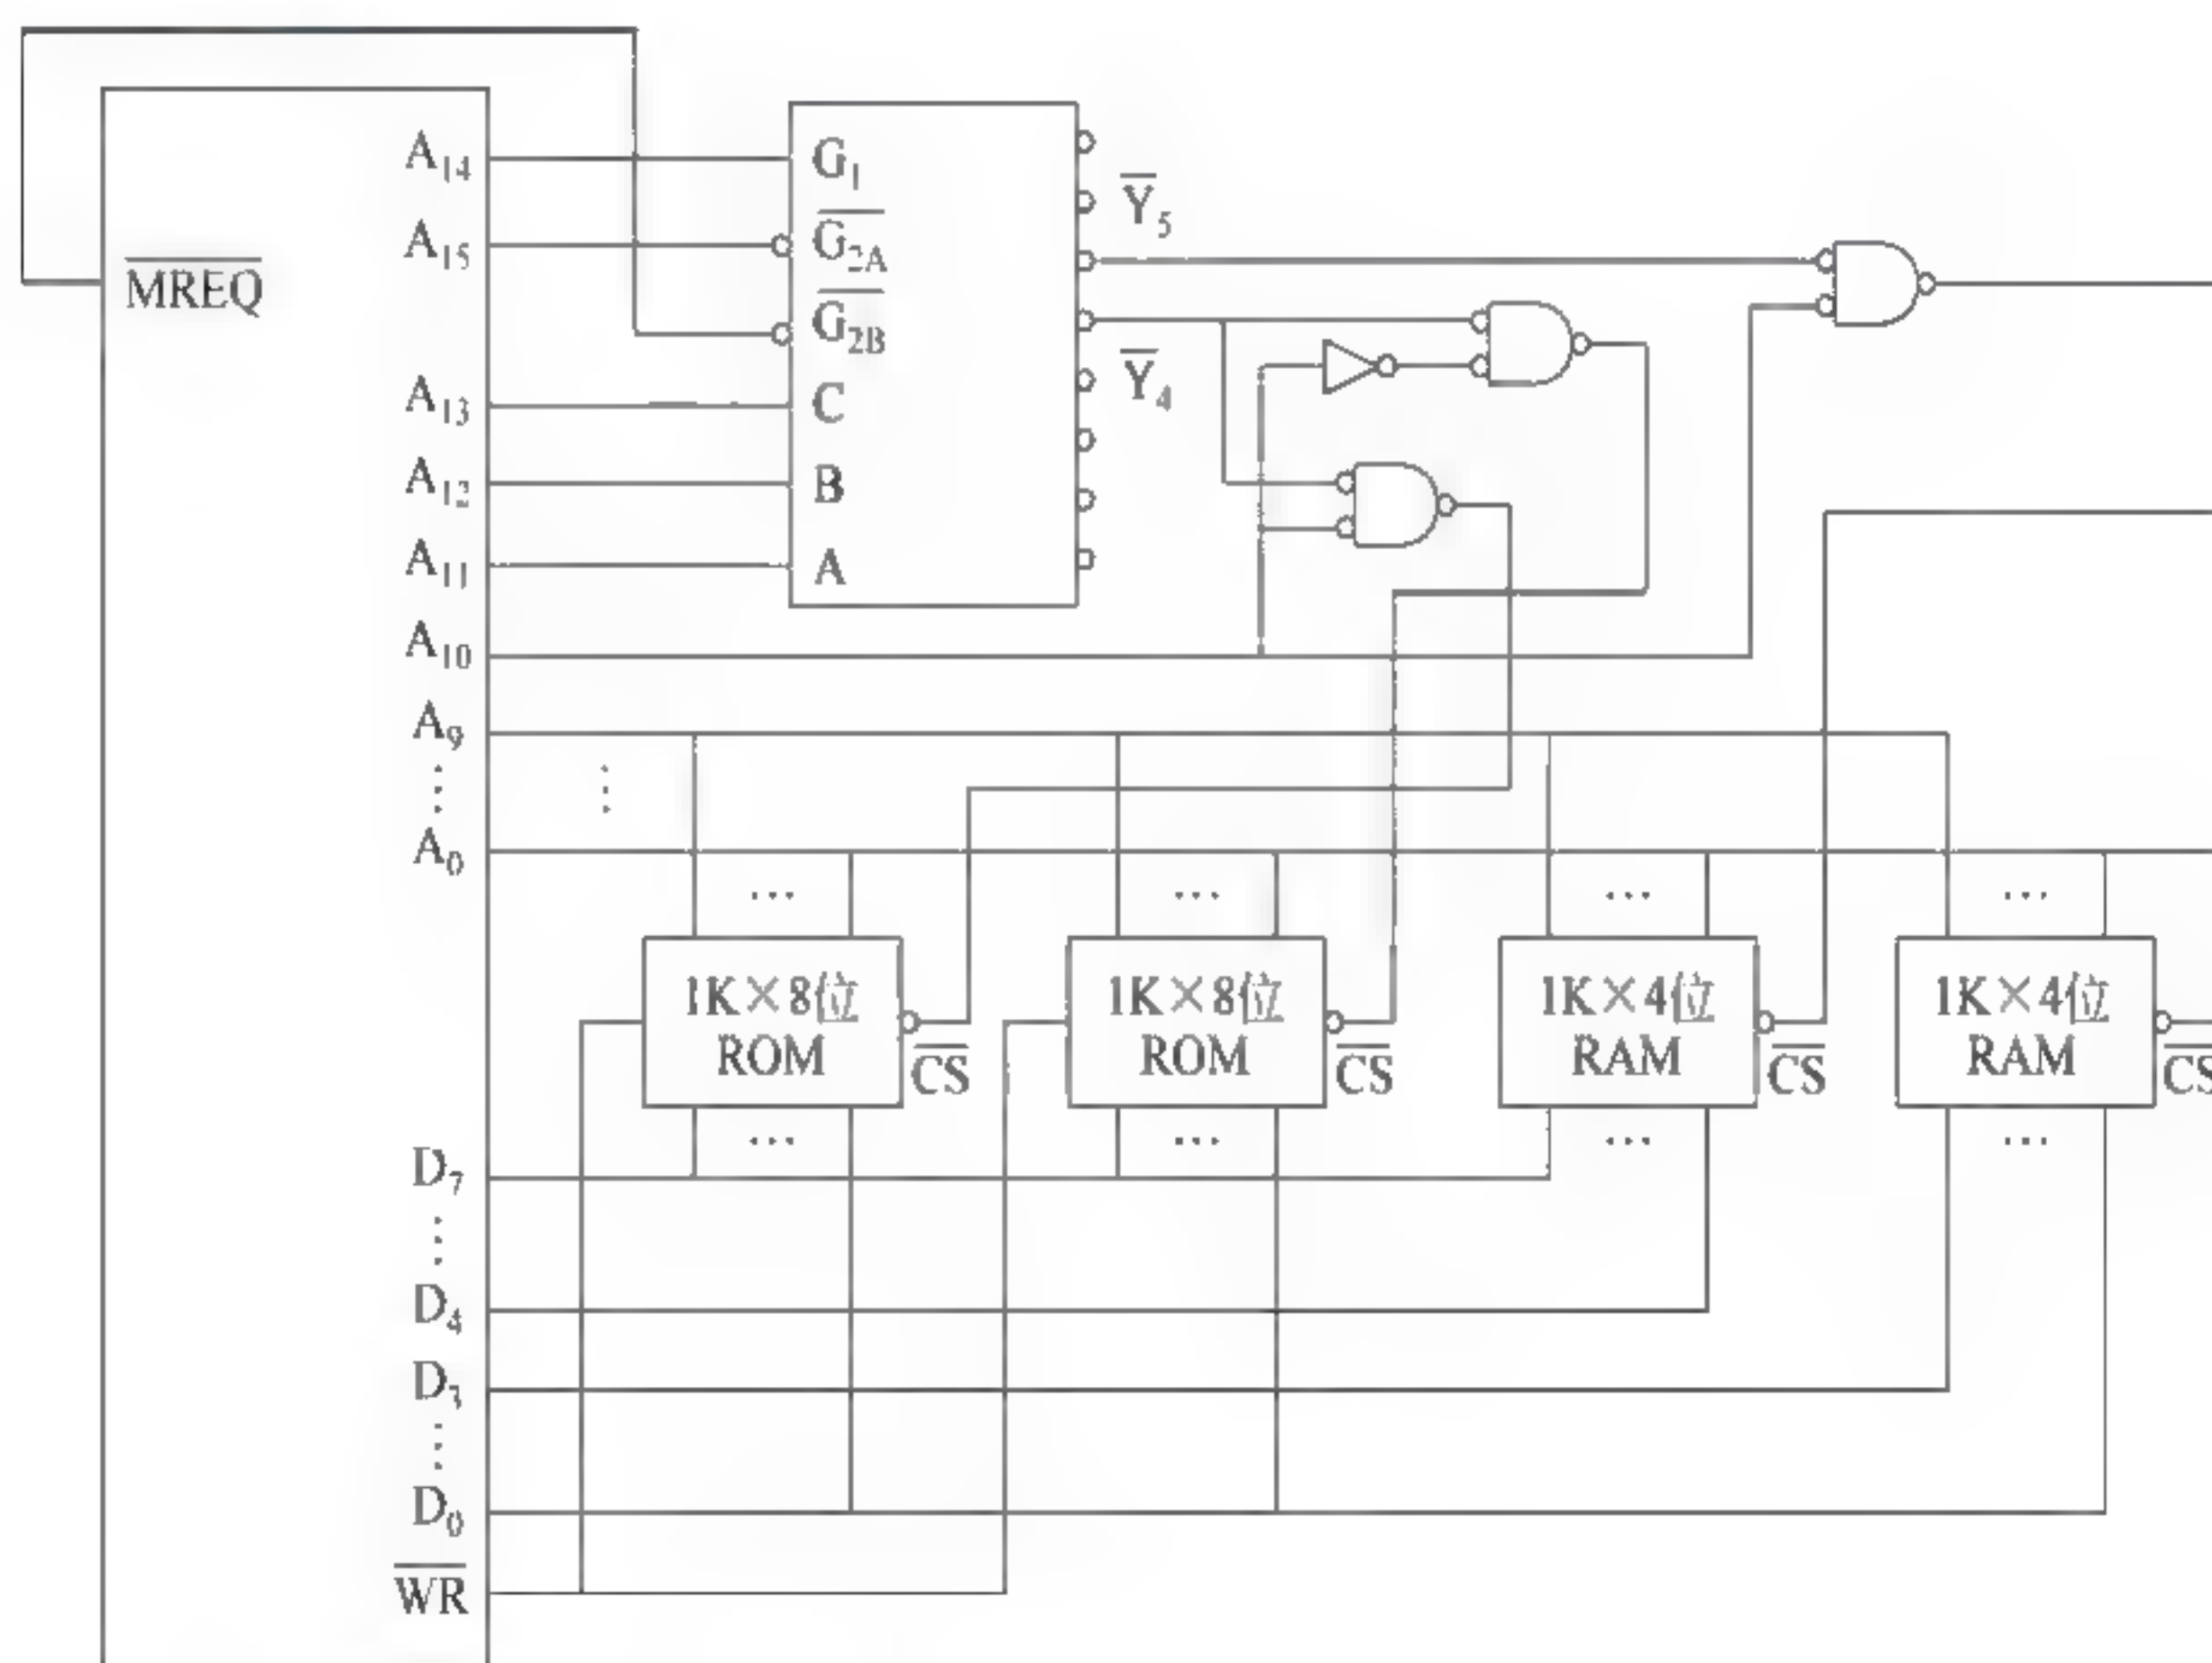 A14
A15
MREQ
A13
A12
A11
A10
A9
⋮
A0
D7
⋮
D4
D3
⋮
D0
WR
G1
G2A
G2B
C
B
A
Y5
Y4
⋮
...
...
...
...
1K×8位
ROM
CS
1K×8位
ROM
CS
1K×4位
RAM
CS
1K×4位
RAM
CS
...
...
...
...